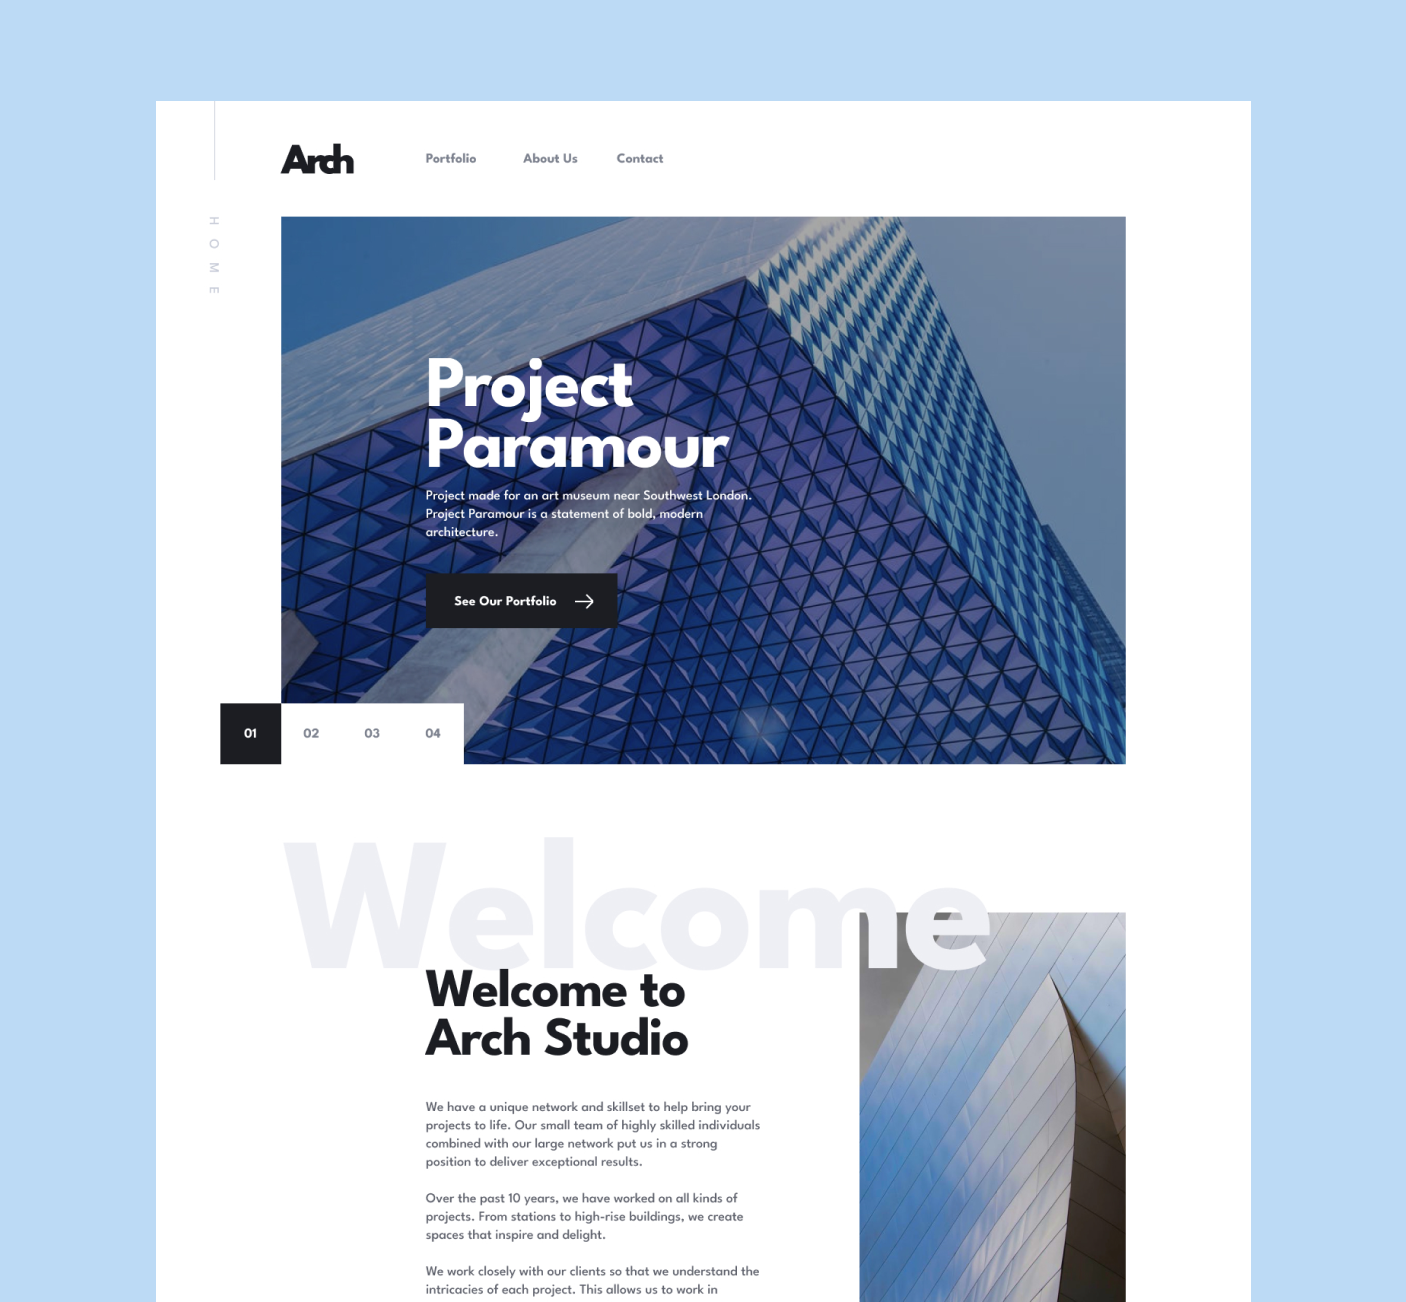 Arch
Portfolio
About Us
Contact
HOME
Project
Paramour
Project made for an art museum near Southwest London.
Project Paramour is a statement of bold, modern
architecture.
See Our Portfolio
01
02
03
04
Welcome
Welcome to
Arch Studio
We have a unique network and skillset to help bring your
projects to life. Our small team of highly skilled individuals
combined with our large network put us in a strong
position to deliver exceptional results.
Over the past 10 years, we have worked on all kinds of
projects. From stations to high-rise buildings, we create
spaces that inspire and delight.
We work closely with our clients so that we understand the
intricacies of each project. This allows us to work in